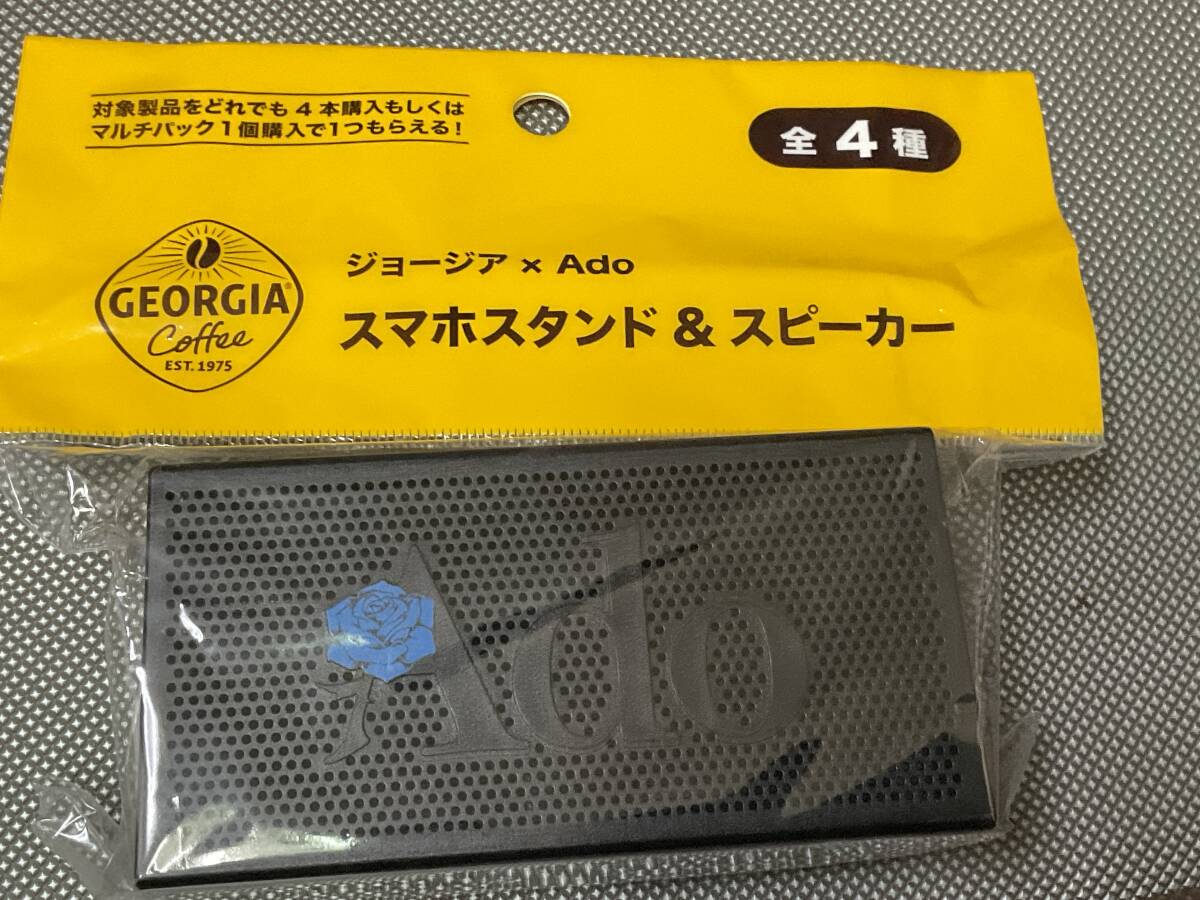 対象製品をどれでも4本購入もしくは
マルチパック1個購入で1つもらえる!
全4種
GEORGIA®
Coffee
EST. 1975
ジョージア × Ado
スマホスタンド & スピーカー
Ado